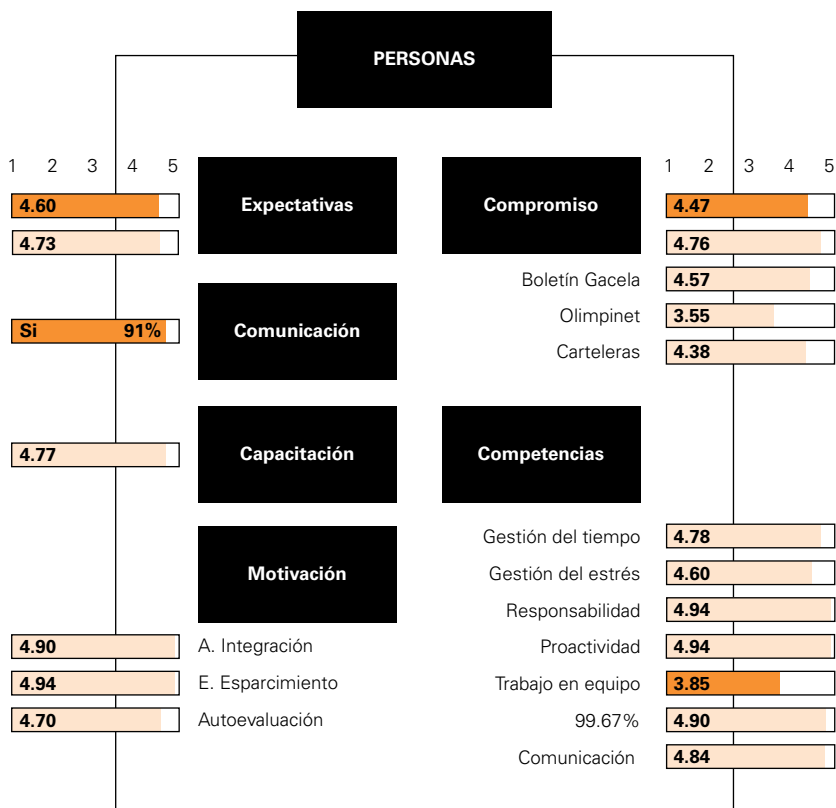 PERSONAS
1 2 3 4 5
Expectativas
4.60
4.73
Comunicación
Si 91%
Capacitación
4.77
Motivación
4.90 A. Integración
4.94 E. Esparcimiento
4.70 Autoevaluación
1 2 3 4 5
Compromiso
4.47
4.76
Boletín Gacela 4.57
Olimpinet 3.55
Carteleras 4.38
Competencias
Gestión del tiempo 4.78
Gestión del estrés 4.60
Responsabilidad 4.94
Proactividad 4.94
Trabajo en equipo 3.85
99.67% 4.90
Comunicación 4.84